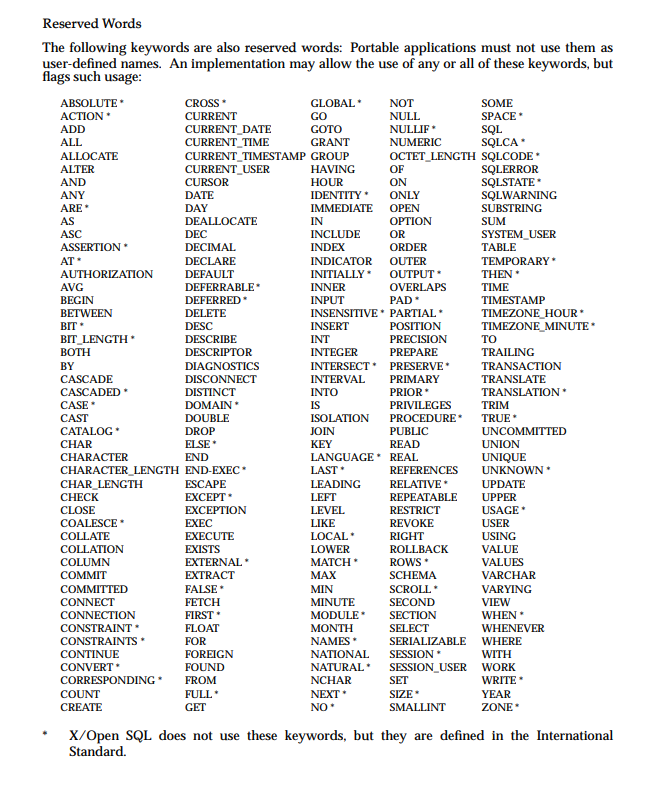 Reserved Words
The following keywords are also reserved words: Portable applications must not use them as
user-defined names. An implementation may allow the use of any or all of these keywords, but
flags such usage:
ABSOLUTE * CROSS * GLOBAL * NOT SOME
ACTION * CURRENT GO NULL SPACE *
ADD CURRENT_DATE GOTO NULLIF * SQL
ALL CURRENT_TIME GRANT NUMERIC SQLCA *
ALLOCATE CURRENT_TIMESTAMP GROUP OCTET_LENGTH SQLCODE *
ALTER CURRENT_USER HAVING OF SQLERROR
AND CURSOR HOUR ON SQLSTATE *
ANY DATE IDENTITY * ONLY SQLWARNING
ARE * DAY IMMEDIATE OPEN SUBSTRING
AS DEALLOCATE IN OPTION SUM
ASC DEC INCLUDE OR SYSTEM_USER
ASSERTION * DECIMAL INDEX ORDER TABLE
AT * DECLARE INDICATOR OUTER TEMPORARY *
AUTHORIZATION DEFAULT INITIALLY * OUTPUT * THEN *
AVG DEFERRABLE * INNER OVERLAPS TIME
BEGIN DEFERRED * INPUT PAD * TIMESTAMP
BETWEEN DELETE INSENSITIVE * PARTIAL * TIMEZONE_HOUR *
BIT * DESC INSERT POSITION TIMEZONE_MINUTE *
BIT_LENGTH * DESCRIBE INT PRECISION TO
BOTH DESCRIPTOR INTEGER PREPARE TRAILING
BY DIAGNOSTICS INTERSECT * PRESERVE * TRANSACTION
CASCADE DISCONNECT INTERVAL PRIMARY TRANSLATE
CASCADED * DISTINCT INTO PRIOR * TRANSLATION *
CASE * DOMAIN * IS PRIVILEGES TRIM
CAST DOUBLE ISOLATION PROCEDURE * TRUE *
CATALOG * DROP JOIN PUBLIC UNCOMMITTED
CHAR ELSE * KEY READ UNION
CHARACTER END LANGUAGE * REAL UNIQUE
CHARACTER_LENGTH END-EXEC * LAST * REFERENCES UNKNOWN *
CHAR_LENGTH ESCAPE LEADING RELATIVE * UPDATE
CHECK EXCEPT * LEFT REPEATABLE UPPER
CLOSE EXCEPTION LEVEL RESTRICT USAGE *
COALESCE * EXEC LIKE REVOKE USER
COLLATE EXECUTE LOCAL * RIGHT USING
COLLATION EXISTS LOWER ROLLBACK VALUE
COLUMN EXTERNAL * MATCH * ROWS * VALUES
COMMIT EXTRACT MAX SCHEMA VARCHAR
COMMITTED FALSE * MIN SCROLL * VARYING
CONNECT FETCH MINUTE SECOND VIEW
CONNECTION FIRST * MODULE * SECTION WHEN *
CONSTRAINT * FLOAT MONTH SELECT WHENEVER
CONSTRAINTS * FOR NAMES * SERIALIZABLE WHERE
CONTINUE FOREIGN NATIONAL SESSION * WITH
CONVERT * FOUND NATURAL * SESSION_USER WORK
CORRESPONDING * FROM NCHAR SET WRITE *
COUNT FULL * NEXT * SIZE * YEAR
CREATE GET NO * SMALLINT ZONE *
* X/Open SQL does not use these keywords, but they are defined in the International
Standard.